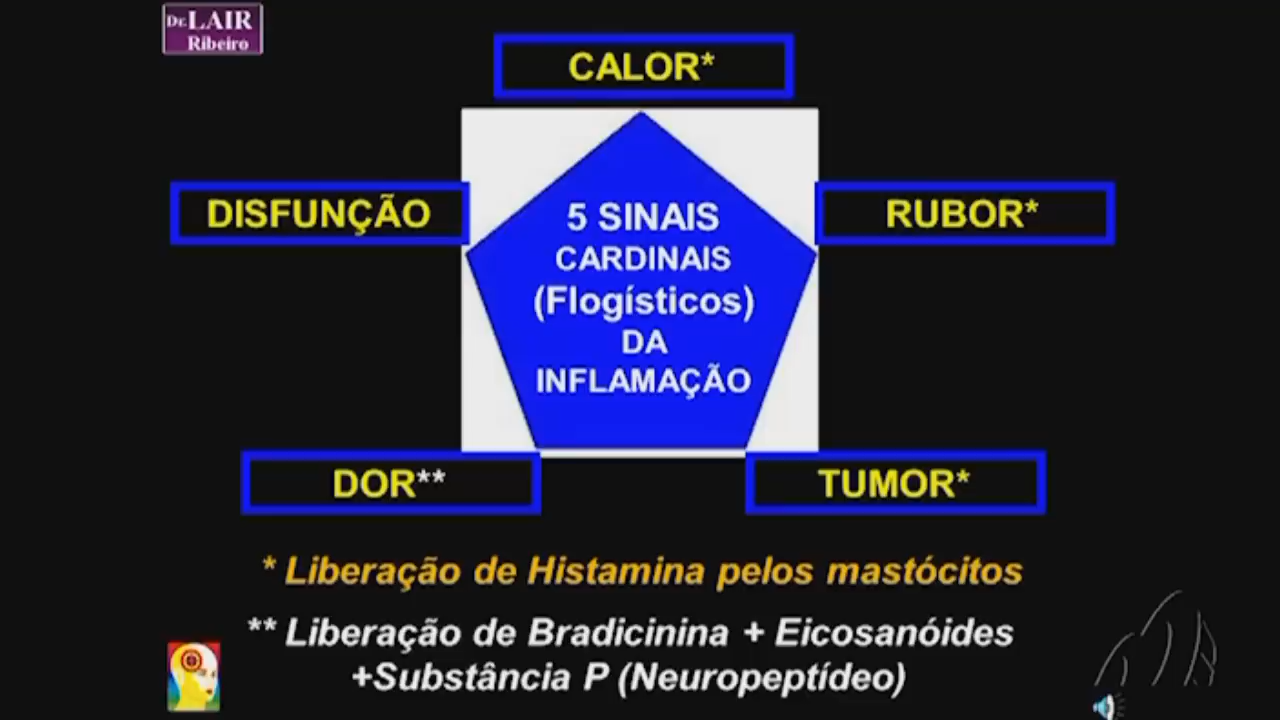 Dr. LAIR
Ribeiro
CALOR*
DISFUNÇÃO
RUBOR*
5 SINAIS
CARDINAIS
(Flogísticos)
DA
INFLAMAÇÃO
DOR**
TUMOR*
* Liberação de Histamina pelos mastócitos
** Liberação de Bradicinina + Eicosanóides
+Substância P (Neuropeptídeo)